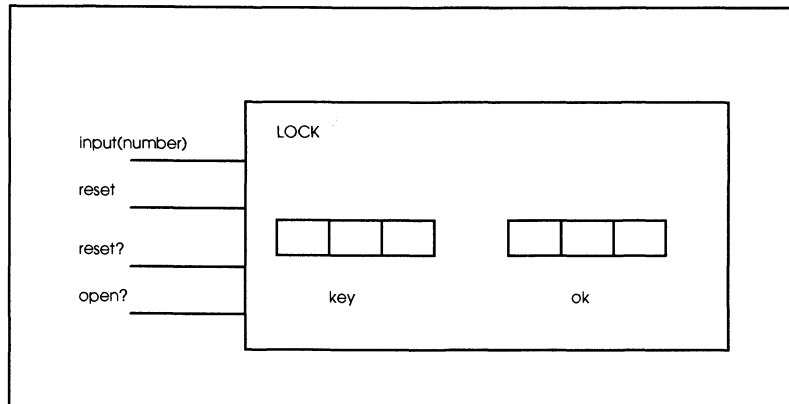 LOCK
input(number)
reset
reset?
open?
key
ok